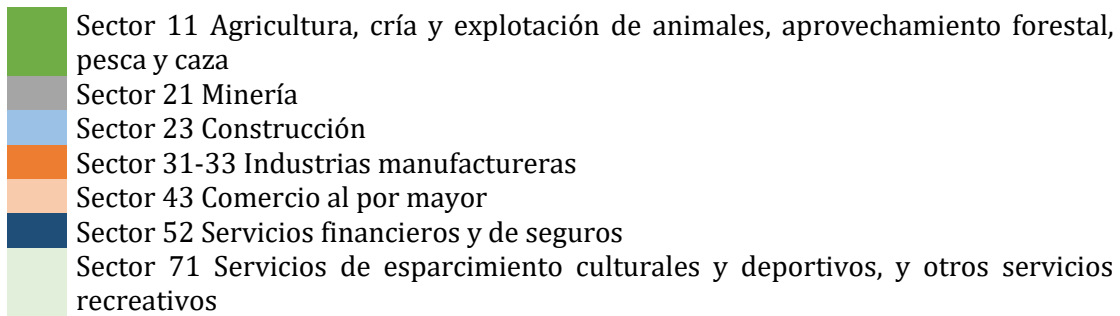 Sector 11 Agricultura, cría y explotación de animales, aprovechamiento forestal,
pesca y caza
Sector 21 Minería
Sector 23 Construcción
Sector 31-33 Industrias manufactureras
Sector 43 Comercio al por mayor
Sector 52 Servicios financieros y de seguros
Sector 71 Servicios de esparcimiento culturales y deportivos, y otros servicios
recreativos